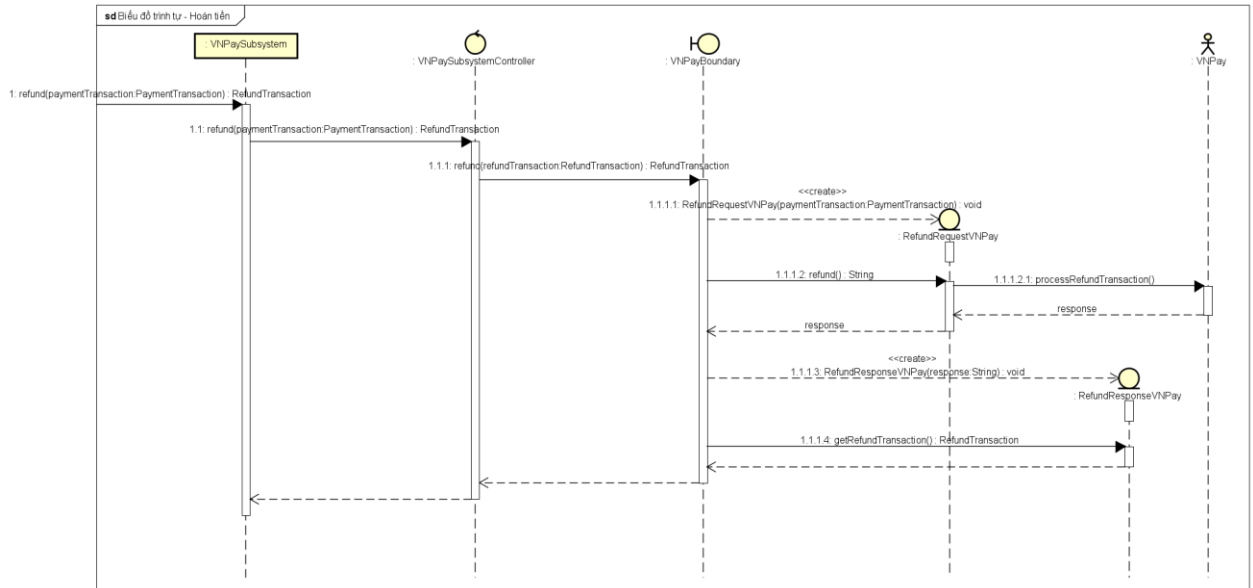 sd Biểu đồ trình tự - Hoàn tiền
: VNPaySubsystem
: VNPaySubsystemController
: VNPayBoundary
: VNPay
1: refund(paymentTransaction:PaymentTransaction) : RefundTransaction
1.1: refund(paymentTransaction:PaymentTransaction) : RefundTransaction
1.1.1: refund(refundTransaction:RefundTransaction) : RefundTransaction
<<create>>
1.1.1.1: RefundRequestVNPay(paymentTransaction:PaymentTransaction) : void
: RefundRequestVNPay
1.1.1.2: refund() : String
1.1.1.2.1: processRefundTransaction()
response
response
<<create>>
1.1.1.3: RefundResponseVNPay(response:String) : void
: RefundResponseVNPay
1.1.1.4: getRefundTransaction() : RefundTransaction